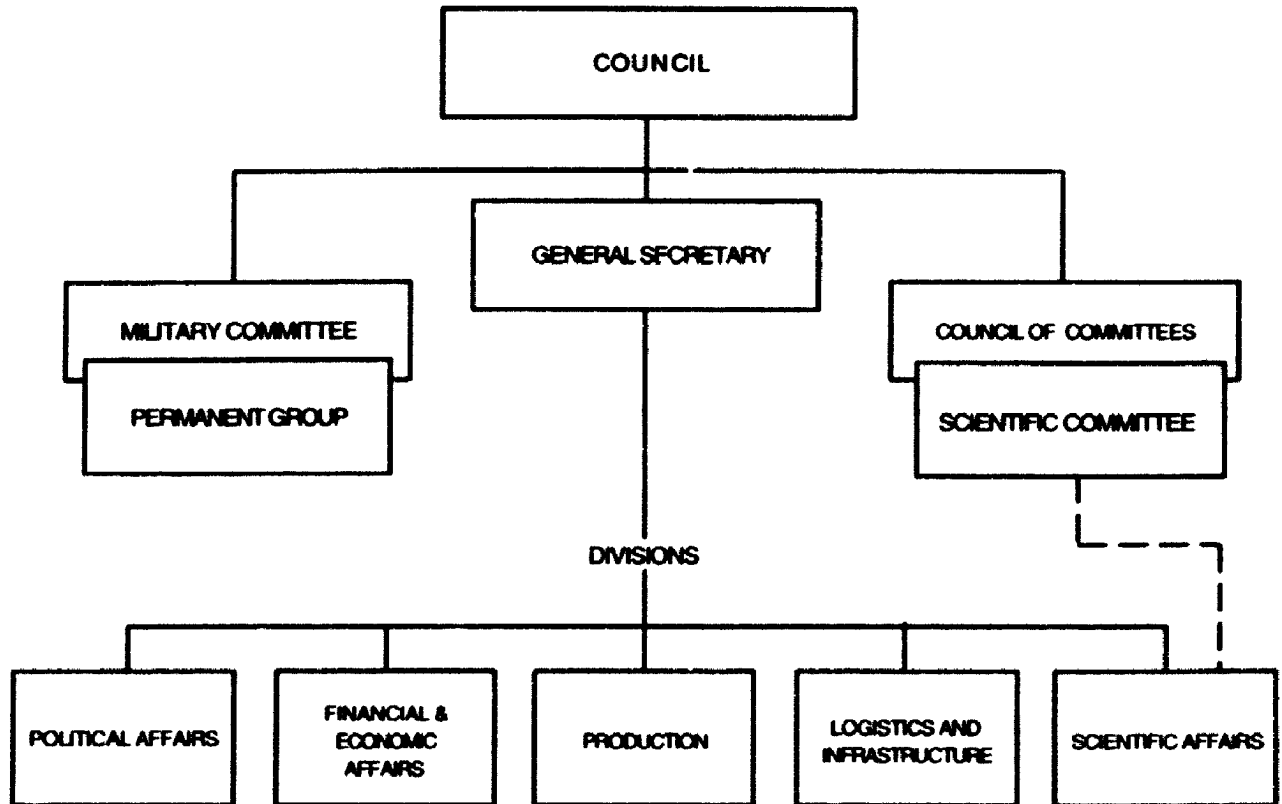 COUNCIL
GENERAL SECRETARY
MILITARY COMMITTEE
COUNCIL OF COMMITTEES
PERMANENT GROUP
SCIENTIFIC COMMITTEE
DIVISIONS
POLITICAL AFFAIRS
FINANCIAL &
ECONOMIC
AFFAIRS
PRODUCTION
LOGISTICS AND
INFRASTRUCTURE
SCIENTIFIC AFFAIRS